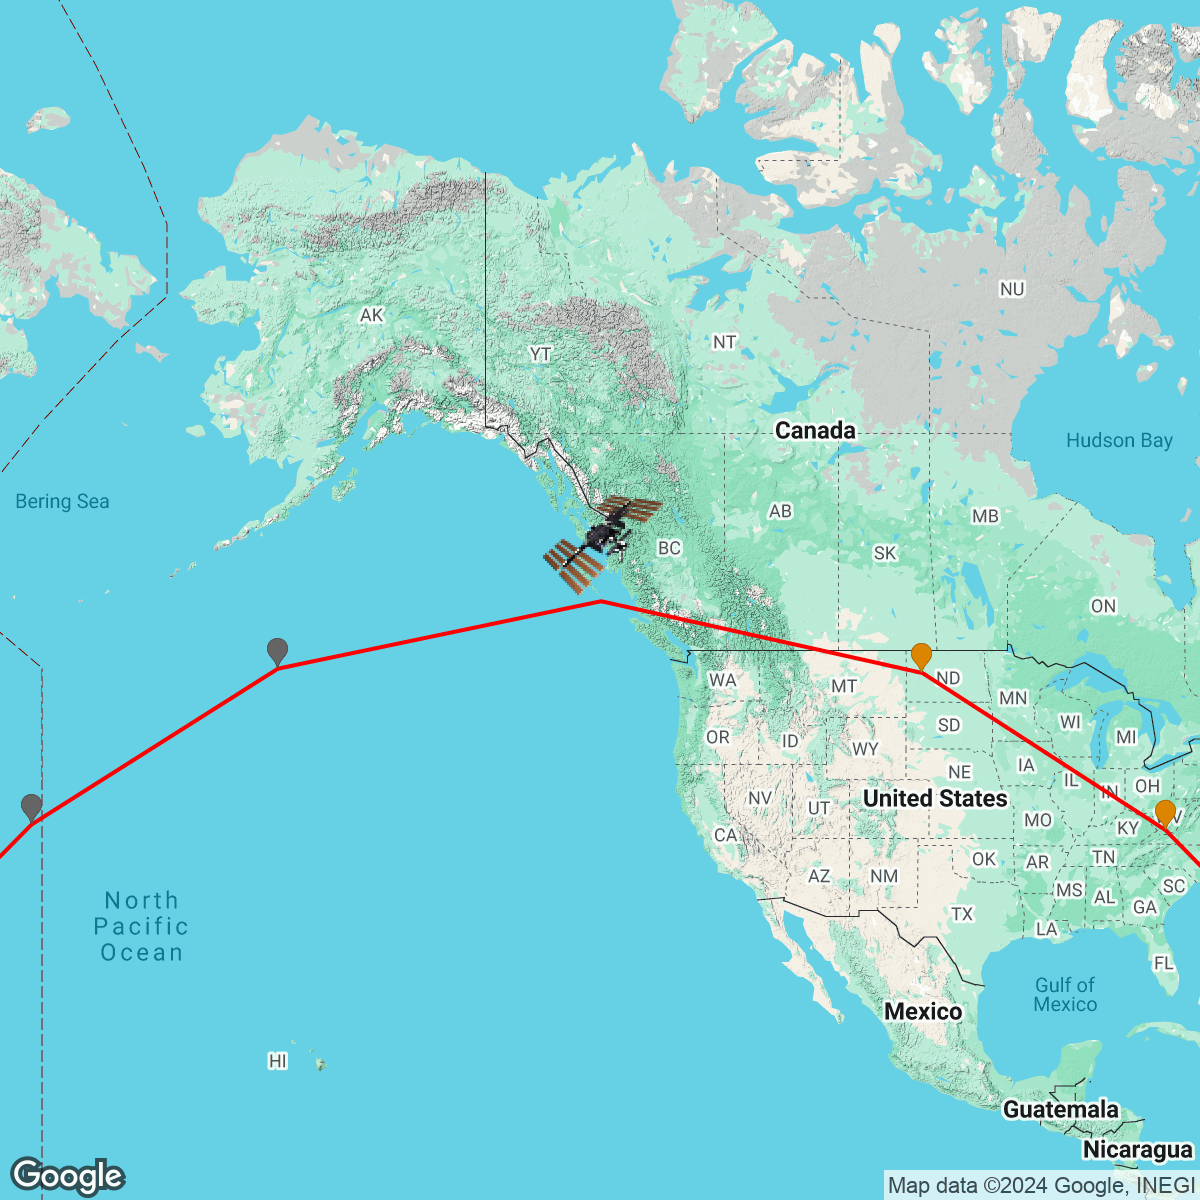 NU
AK
NT
YT
Canada
Hudson Bay
Bering Sea
AB
MB
BC
SK
ON
WA
MT
ND
MN
SD
WI
MI
OR
ID
WY
NE
IA
IL
IN
OH
NV
UT
United States
MO
KY
CA
OK
AR
TN
AZ
NM
MS
AL
SC
GA
TX
LA
FL
North
Pacific
Ocean
Gulf of
Mexico
Mexico
HI
Guatemala
Nicaragua
Google
Map data ©2024 Google, INEGI